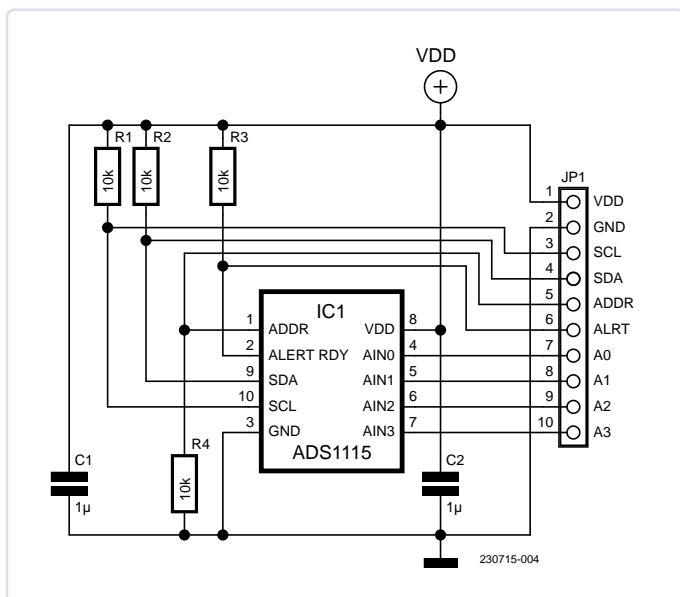 VDD
R1
R2
R3
10k
10k
10k
JP1
1 VDD
2 GND
3 SCL
4 SDA
5 ADDR
6 ALRT
7 A0
8 A1
9 A2
10 A3
IC1
1 ADDR
2 ALERT RDY
9 SDA
10 SCL
3 GND
VDD 8
AIN0 4
AIN1 5
AIN2 6
AIN3 7
ADS1115
R4
10k
C1
1µ
C2
1µ
230715-004